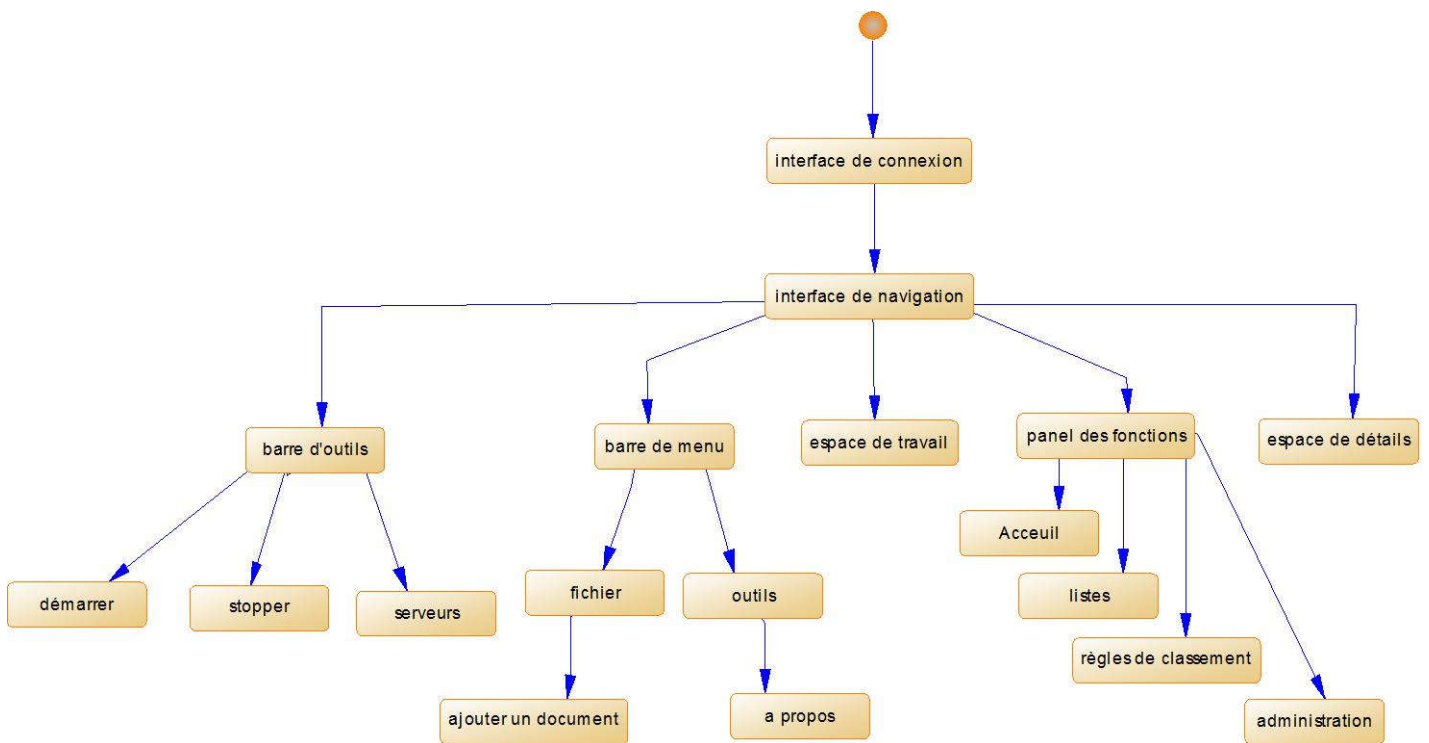 interface de connexion
interface de navigation
barre d'outils
barre de menu
espace de travail
panel des fonctions
espace de détails
Acceuil
démarrer
stopper
serveurs
fichier
outils
listes
règles de classement
ajouter un document
a propos
administration